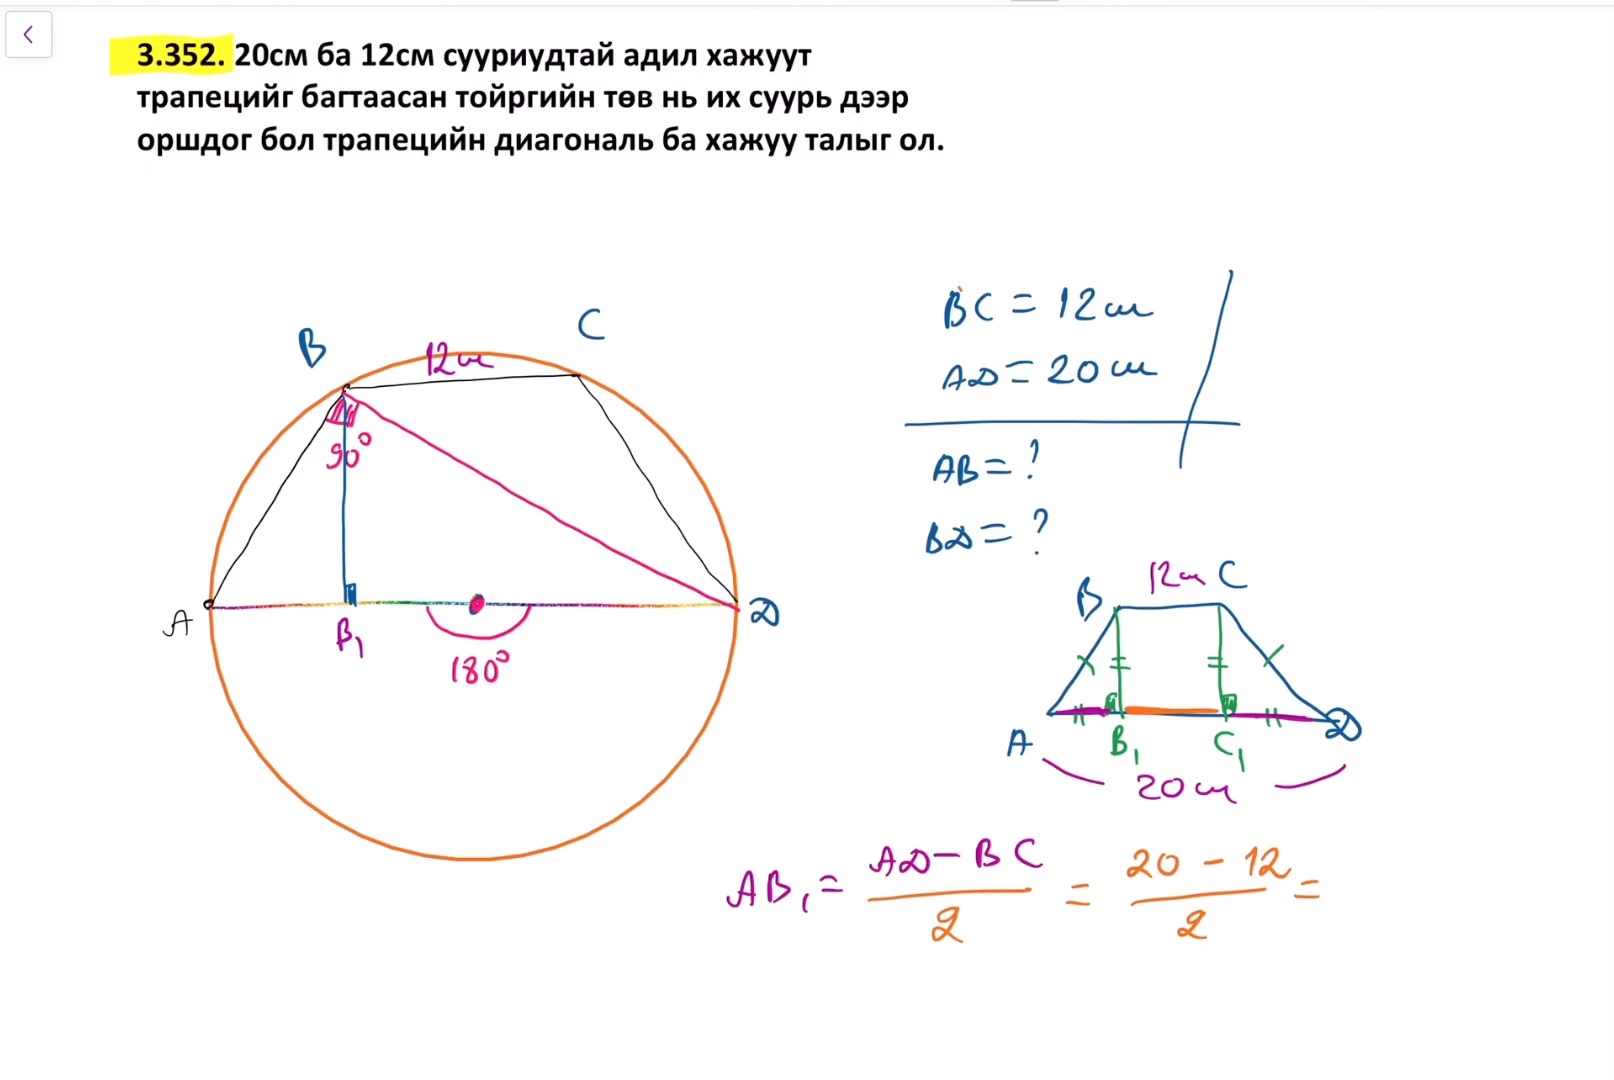 3.352. 20см ба 12см сууриудтай адил хажуут
трапецийг багтаасан тойргийн төв нь их суурь дээр
оршдог бол трапецийн диагональ ба хажуу талыг ол.
B
12см
C
90°
A
B₁
D
180°
BC = 12см
AD = 20см
AB = ?
BD = ?
12см
B
C
A
B₁
C₁
D
20см
AB₁ = (AD - BC)/2 = (20 - 12)/2 =